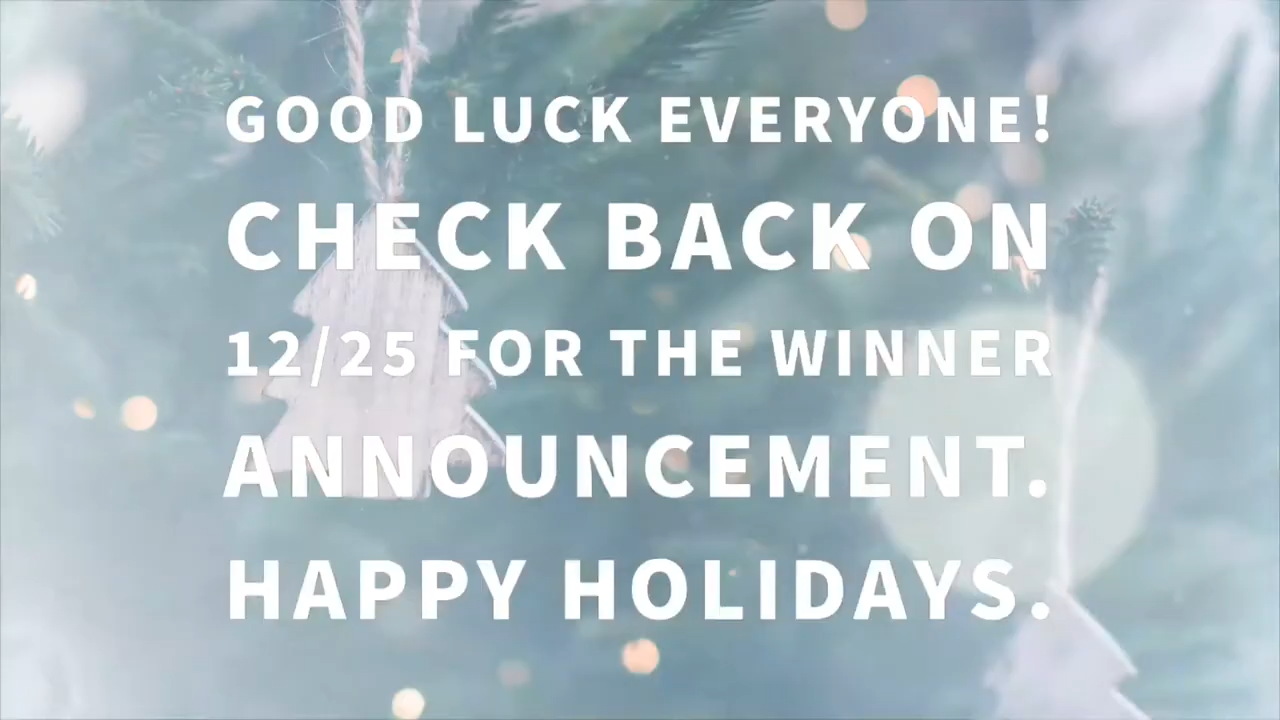 GOOD LUCK EVERYONE!
CHECK BACK ON
12/25 FOR THE WINNER
ANNOUNCEMENT.
HAPPY HOLIDAYS.